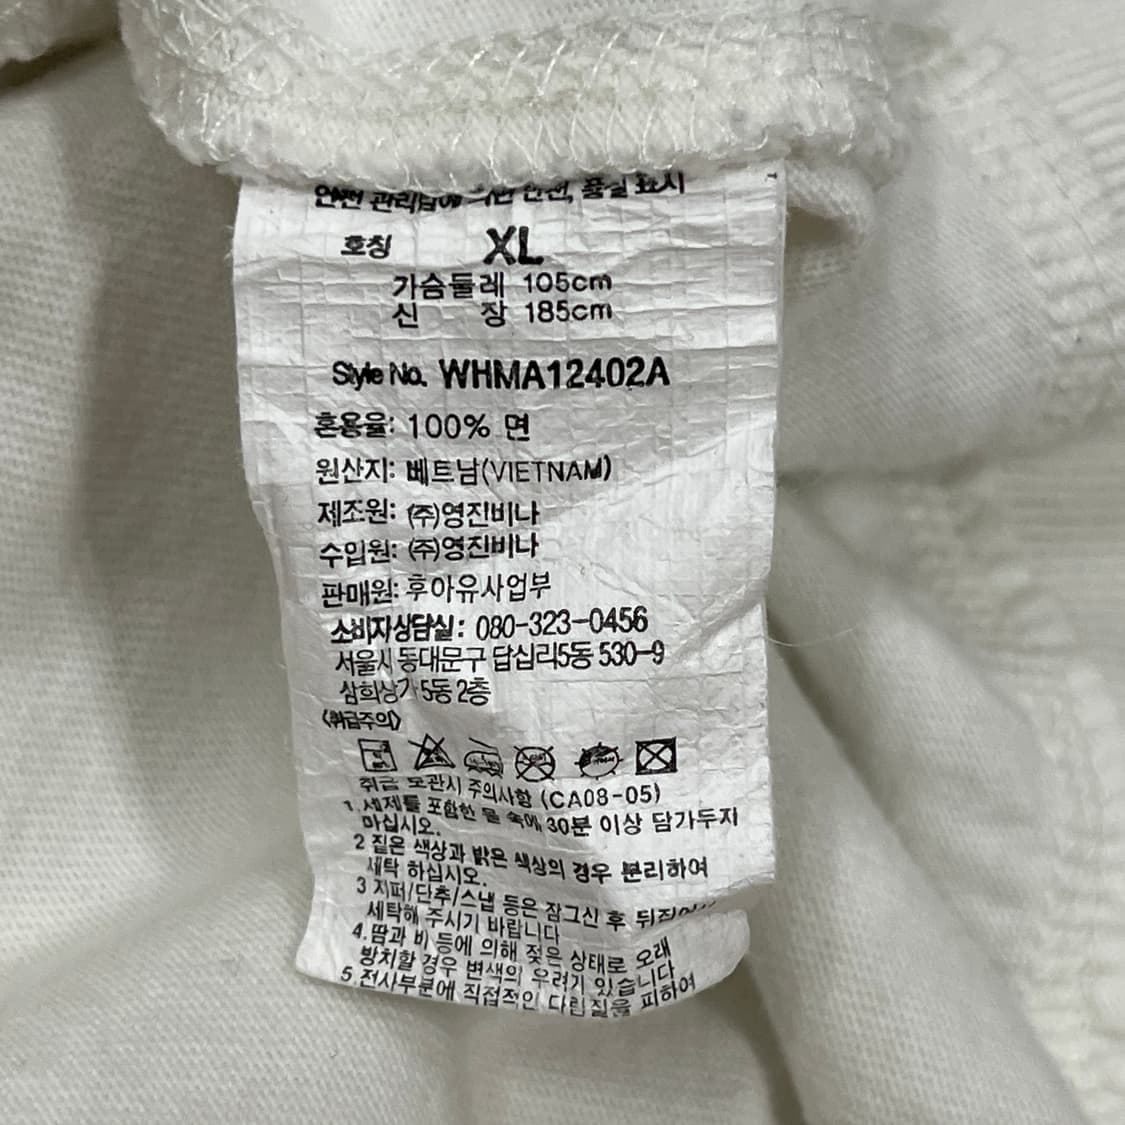 안전 관리법에 의한 안전, 품질 표시
호칭 XL
가슴둘레 105cm
신 장 185cm
Style No. WHMA12402A
혼용율: 100% 면
원산지: 베트남(VIETNAM)
제조원: (주)영진비나
수입원: (주)영진비나
판매원: 후아유사업부
소비자상담실: 080-323-0456
서울시 동대문구 답십리5동 530-9
삼희상가 5동 2층
<취급주의>
취급 보관시 주의사항 (CA08-05)
1.세제를 포함한 물 속에 30분 이상 담가두지
마십시오.
2 짙은 색상과 밝은 색상의 경우 분리하여
세탁 하십시오.
3 지퍼/단추/스냅 등은 잠그신 후
세탁해 주시기 바랍니다
4.땀과 비 등에 의해 젖은 상태로 오래
방치할 경우 변색의 우려가 있습니다
5.전사부분에 직접적인 다림질을 피하여